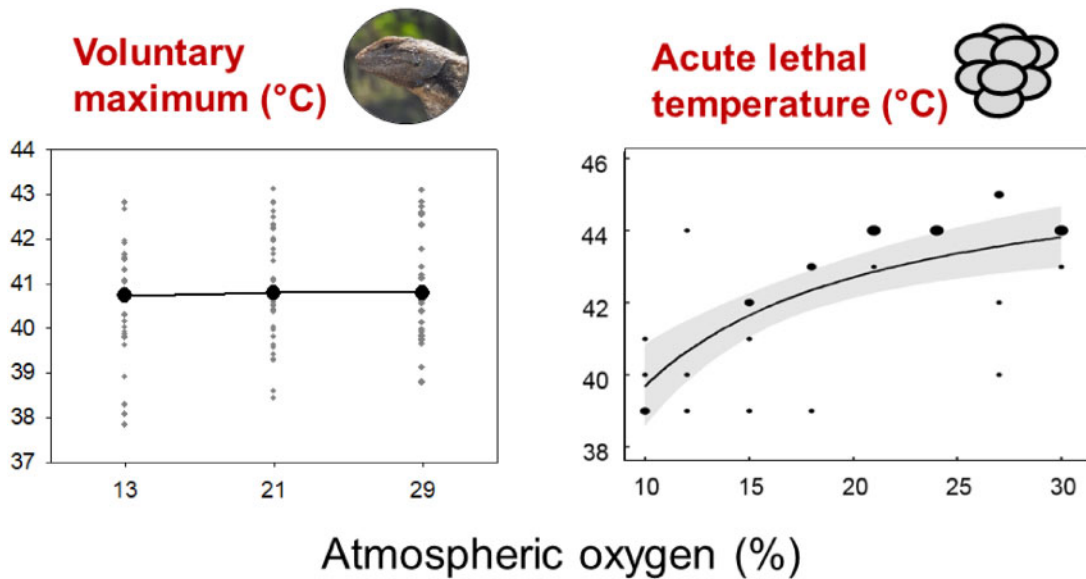 Voluntary
maximum (°C)
44
43
42
41
40
39
38
37
13 21 29
Acute lethal
temperature (°C)
46
44
42
40
38
10 15 20 25 30
Atmospheric oxygen (%)